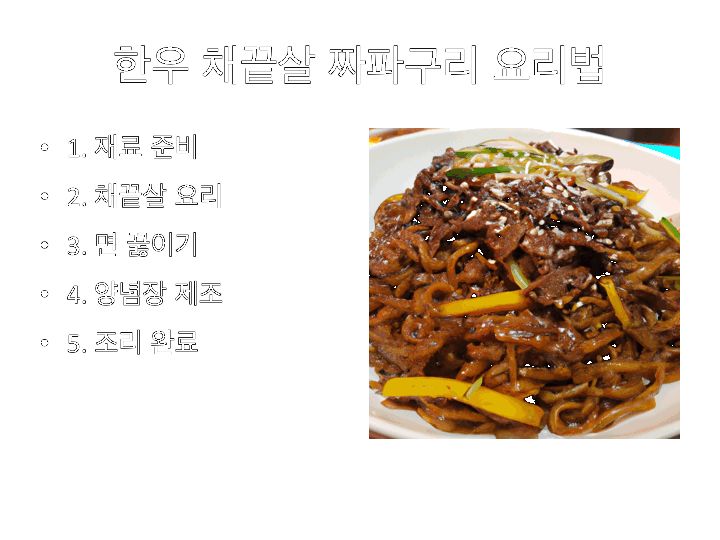 한우 채끝살 짜파구리 요리법
• 1. 재료 준비
• 2. 채끝살 요리
• 3. 면 끓이기
• 4. 양념장 제조
• 5. 조리 완료